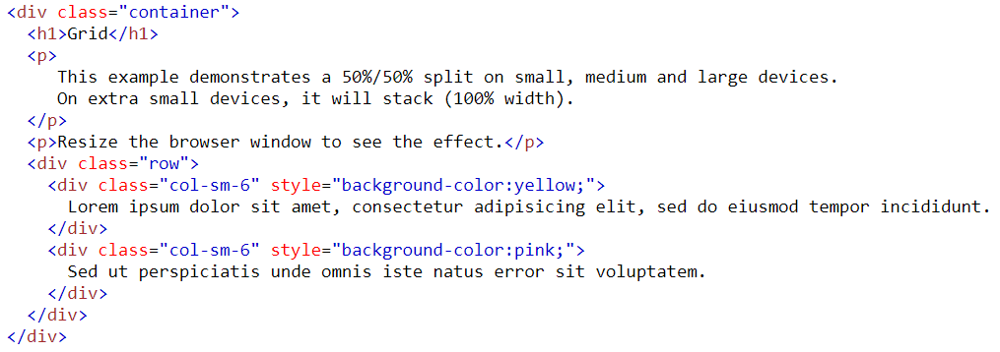 <div class="container">
  <h1>Grid</h1>
  <p>
     This example demonstrates a 50%/50% split on small, medium and large devices.
     On extra small devices, it will stack (100% width).
  </p>
  <p>Resize the browser window to see the effect.</p>
  <div class="row">
    <div class="col-sm-6" style="background-color:yellow;">
      Lorem ipsum dolor sit amet, consectetur adipisicing elit, sed do eiusmod tempor incididunt.
    </div>
    <div class="col-sm-6" style="background-color:pink;">
      Sed ut perspiciatis unde omnis iste natus error sit voluptatem.
    </div>
  </div>
</div>